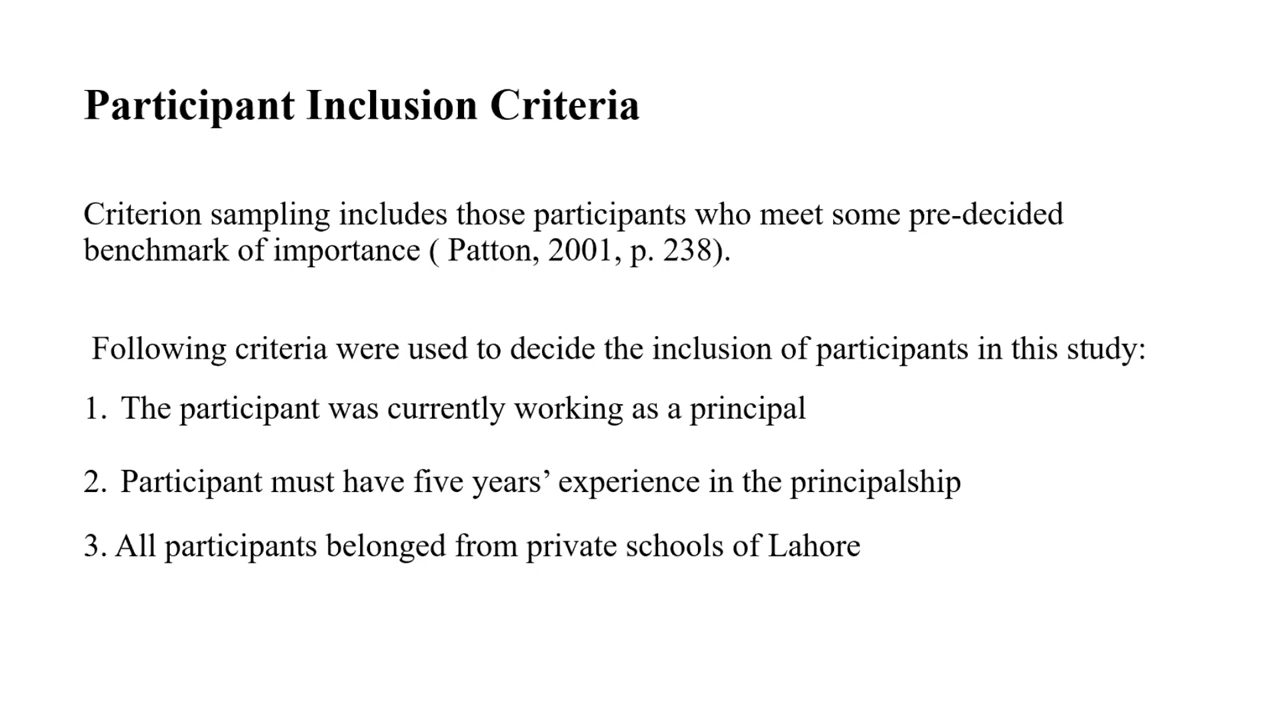 Participant Inclusion Criteria
Criterion sampling includes those participants who meet some pre-decided
benchmark of importance ( Patton, 2001, p. 238).
Following criteria were used to decide the inclusion of participants in this study:
1. The participant was currently working as a principal
2. Participant must have five years’ experience in the principalship
3. All participants belonged from private schools of Lahore